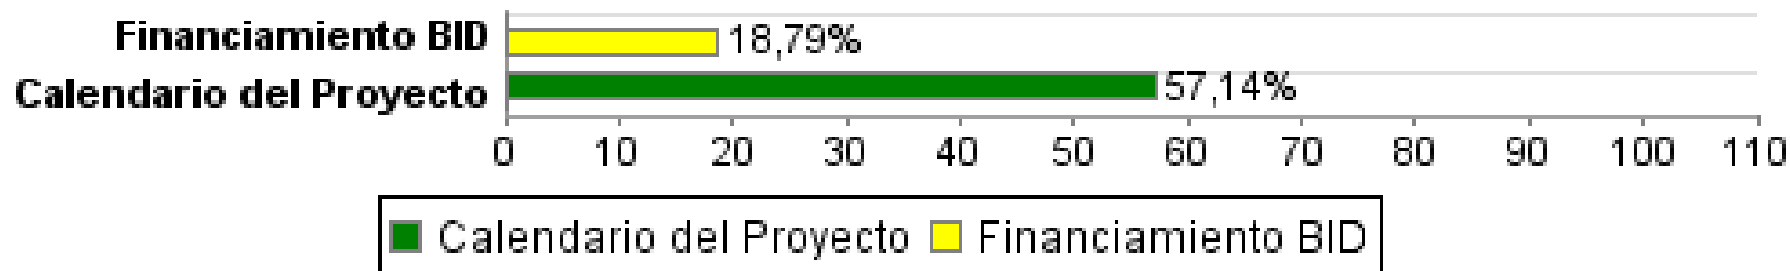 Financiamiento BID 18,79%
Calendario del Proyecto 57,14%
0 10 20 30 40 50 60 70 80 90 100 110
Calendario del Proyecto Financiamiento BID